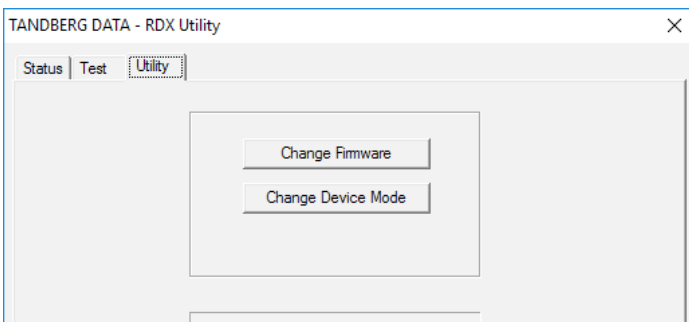 TANDBERG DATA - RDX Utility
Status Test Utility
Change Firmware
Change Device Mode